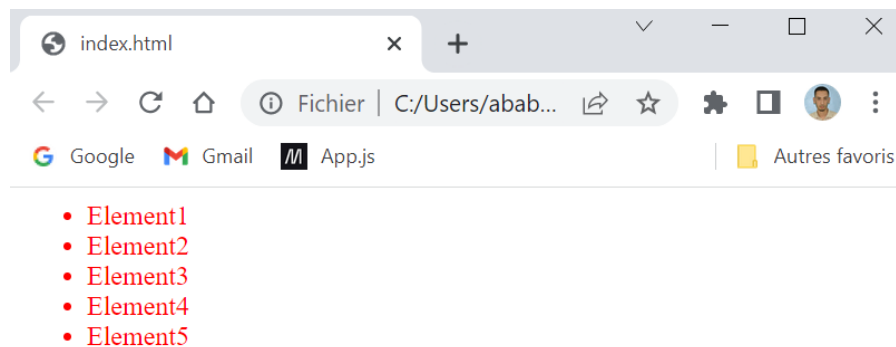 index.html
Fichier C:/Users/abab...
Google Gmail App.js Autres favoris
Element1
Element2
Element3
Element4
Element5